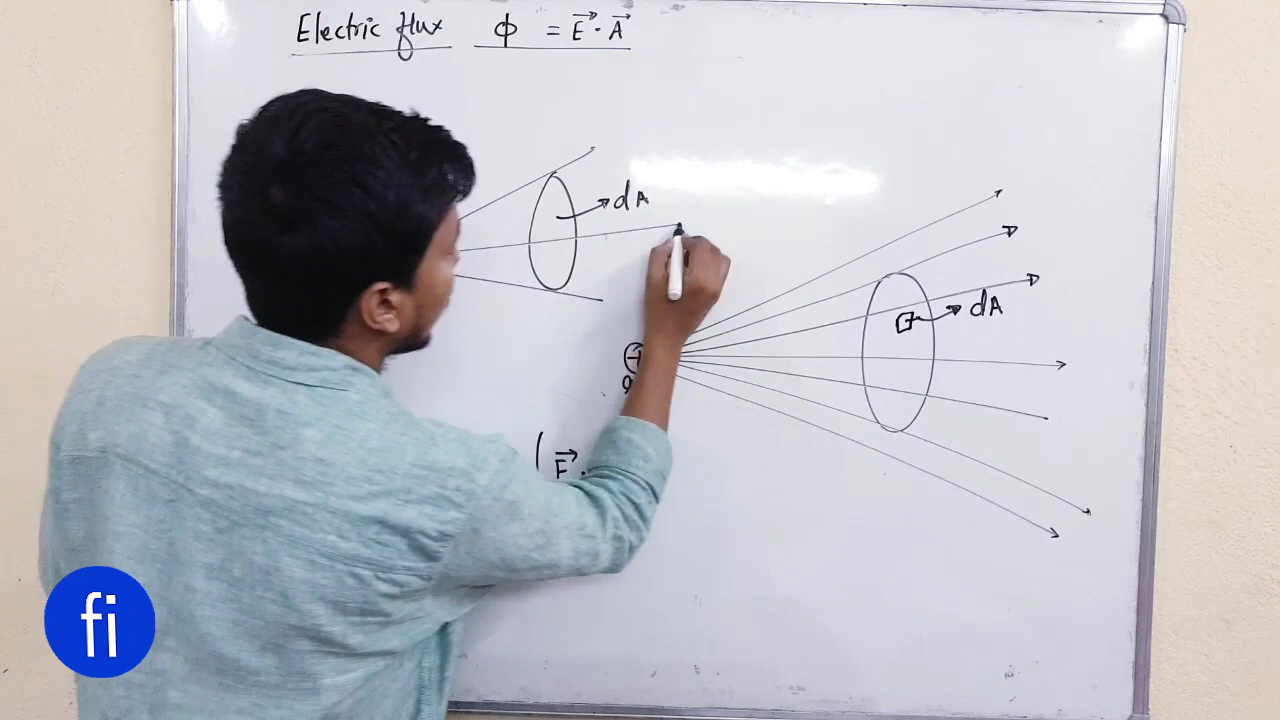 Electric flux ϕ = E⃗ · A⃗
dA
dA
+
q
( E⃗ ·
fi